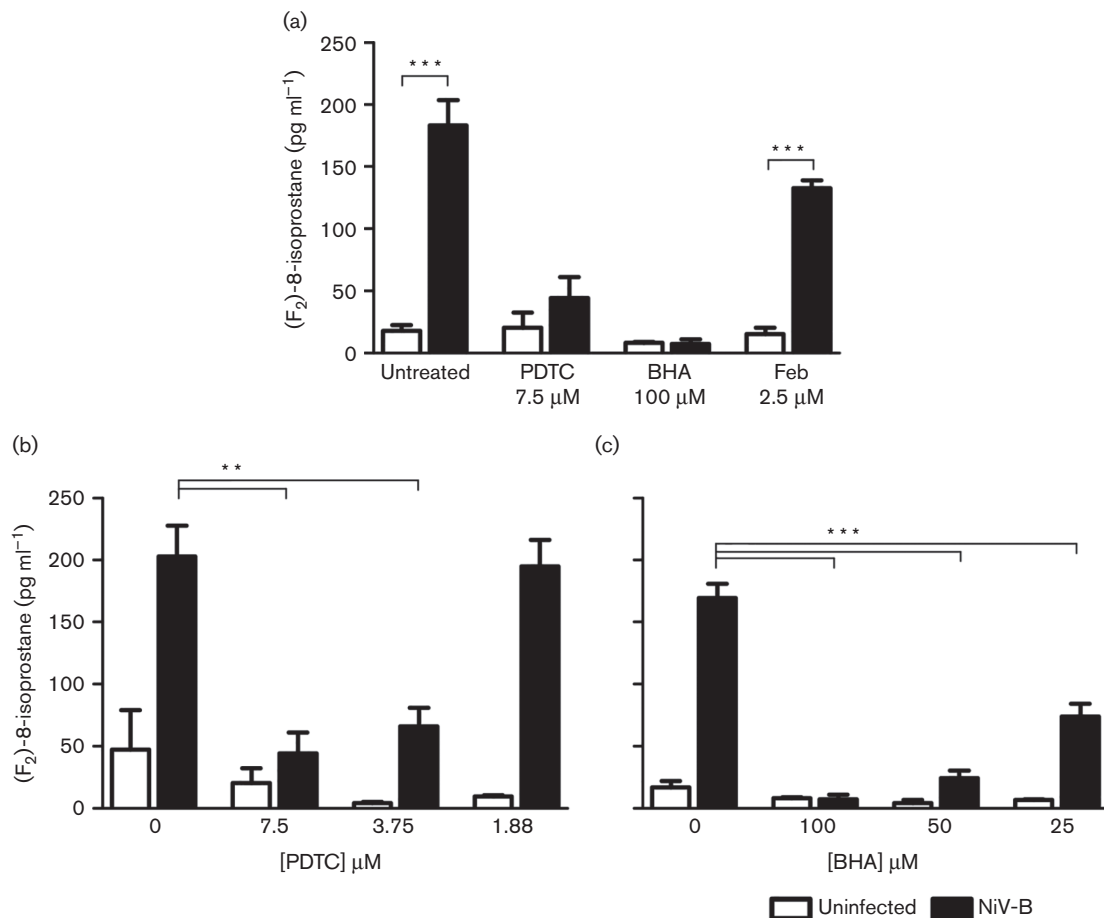 (a)
(F₂)-8-isoprostane (pg ml⁻¹)
250
200
150
100
50
0
***
***
Untreated PDTC BHA Feb
7.5 µM 100 µM 2.5 µM
(b)
(F₂)-8-isoprostane (pg ml⁻¹)
250
200
150
100
50
0
**
0 7.5 3.75 1.88
[PDTC] µM
(c)
***
0 100 50 25
[BHA] µM
Uninfected NiV-B